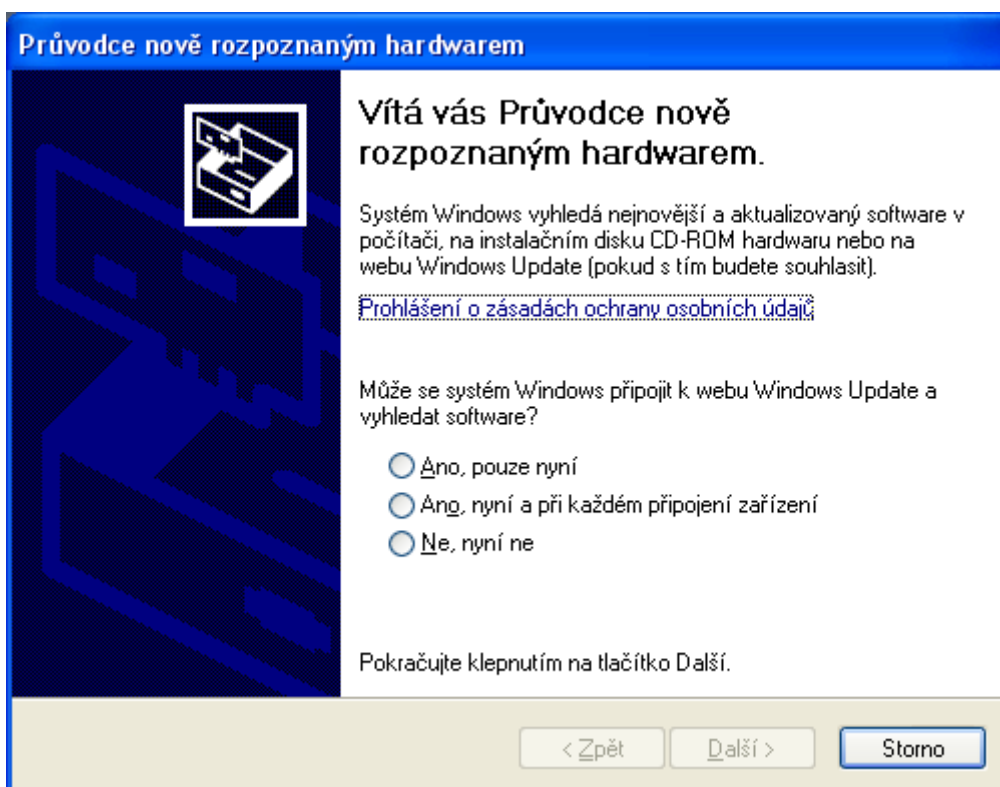 Průvodce nově rozpoznaným hardwarem
Vítá vás Průvodce nově
rozpoznaným hardwarem.
Systém Windows vyhledá nejnovější a aktualizovaný software v
počítači, na instalačním disku CD-ROM hardwaru nebo na
webu Windows Update (pokud s tím budete souhlasit).
Prohlášení o zásadách ochrany osobních údajů
Může se systém Windows připojit k webu Windows Update a
vyhledat software?
Ano, pouze nyní
Ano, nyní a při každém připojení zařízení
Ne, nyní ne
Pokračujte klepnutím na tlačítko Další.
< Zpět
Další >
Storno